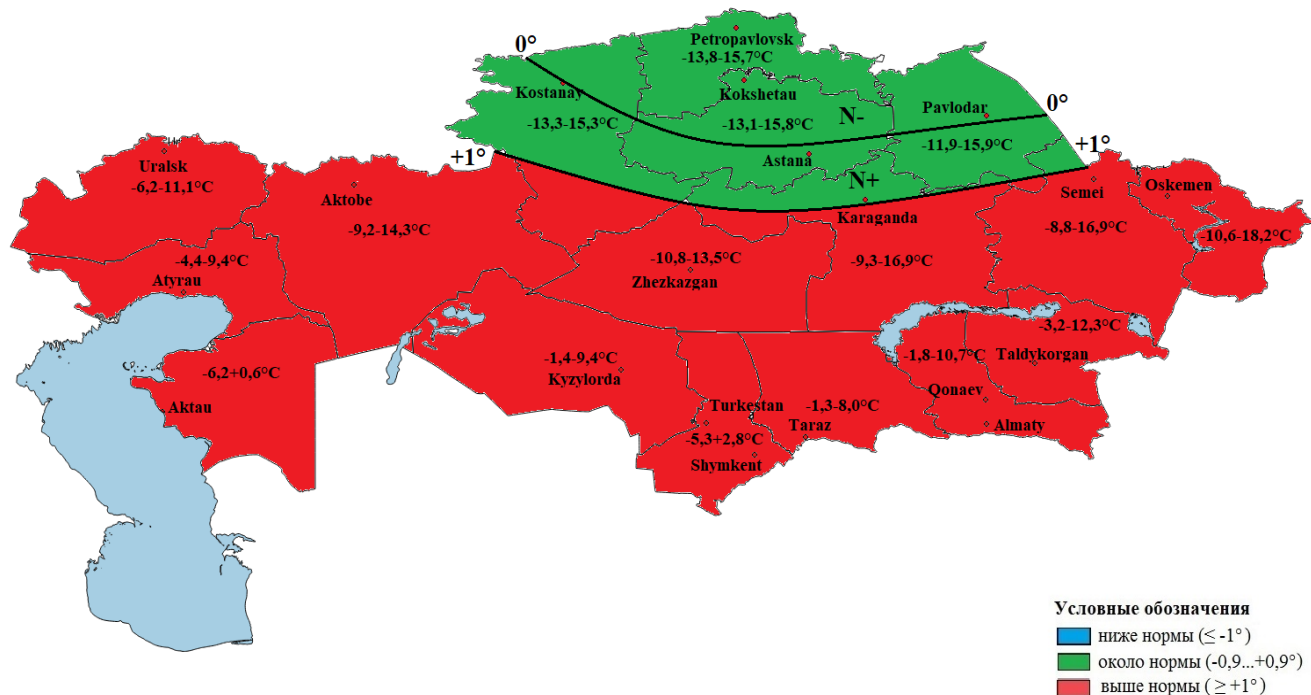 Petropavlovsk
-13,8-15,7°C
0°
Kostanay
-13,3-15,3°C
Kokshetau
-13,1-15,8°C
N-
Pavlodar
0°
-11,9-15,9°C
+1°
Astana
+1°
N+
Uralsk
-6,2-11,1°C
Aktobe
-9,2-14,3°C
Karaganda
-9,3-16,9°C
Semei
-8,8-16,9°C
Oskemen
-10,6-18,2°C
-4,4-9,4°C
Atyrau
-10,8-13,5°C
Zhezkazgan
-3,2-12,3°C
Taldykorgan
-6,2+0,6°C
Aktau
-1,4-9,4°C
Kyzylorda
-1,8-10,7°C
Qonaev
Turkestan
-5,3+2,8°C
Shymkent
-1,3-8,0°C
Taraz
Almaty
Условные обозначения
ниже нормы (≤ -1°)
около нормы (-0,9...+0,9°)
выше нормы ( ≥ +1°)